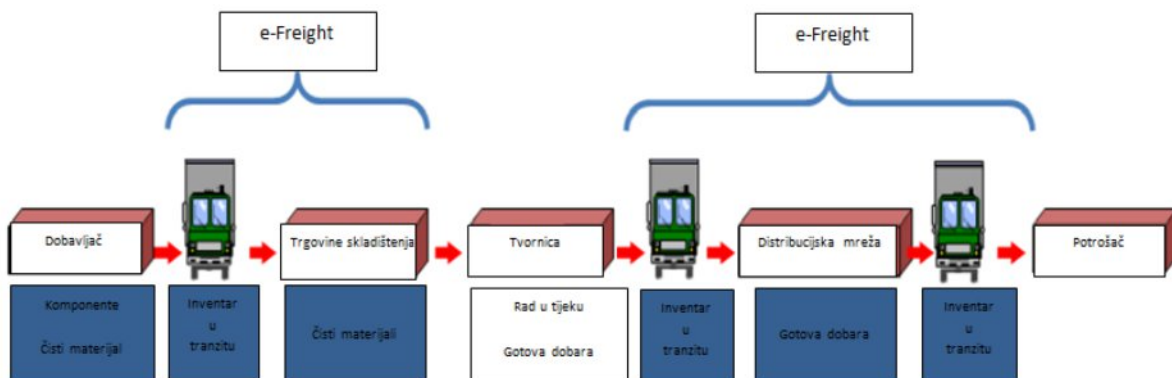 e-Freight
e-Freight
Dobavljač
Trgovine skladištenja
Tvornica
Distribucijska mreža
Potrošač
Komponente
Čisti materijal
Inventar
u
tranzitu
Čisti materijali
Rad u tijeku
Gotova dobara
Inventar
u
tranzitu
Gotova dobara
Inventar
u
tranzitu